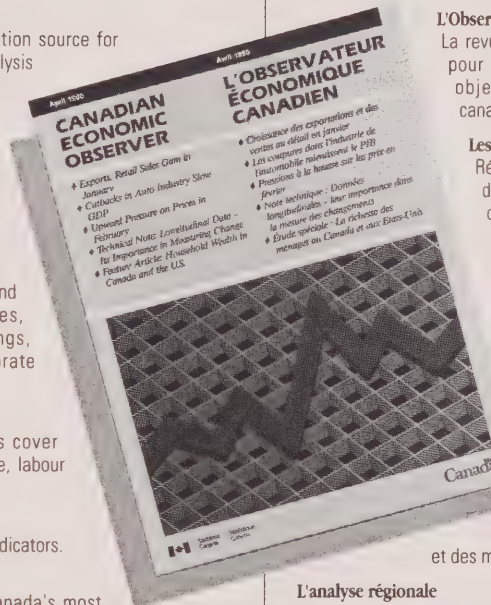 tion source for
lysis
nd
es,
ngs,
orate
s cover
e, labour
dicators.
anada's most
April 1990
CANADIAN
ECONOMIC
OBSERVER
♦ Exports, Retail Sales Gain in
January
♦ Cutbacks in Auto Industry Slow
GDP
♦ Upward Pressure on Prices in
February
♦ Technical Note: Longitudinal Data -
Its Importance in Measuring Change
♦ Feature Article: Household Wealth in
Canada and the U.S.
Avril 1990
L'OBSERVATEUR
ÉCONOMIQUE
CANADIEN
♦ Croissance des exportations et des
ventes au détail en janvier
♦ Les coupures dans l'industrie de
l'automobile ralentissent le PIB
♦ Pressions à la hausse sur les prix en
février
♦ Note technique : Données
longitudinales - leur importance dans
la mesure des changements
♦ Étude spéciale - La richesse des
ménages au Canada et aux États-Unis
Statistics
Canada
Statistique
Canada
Canad
L'Obser
La revu
pour
obje
cana
Les
Ré
d
et des m
L'analyse régionale